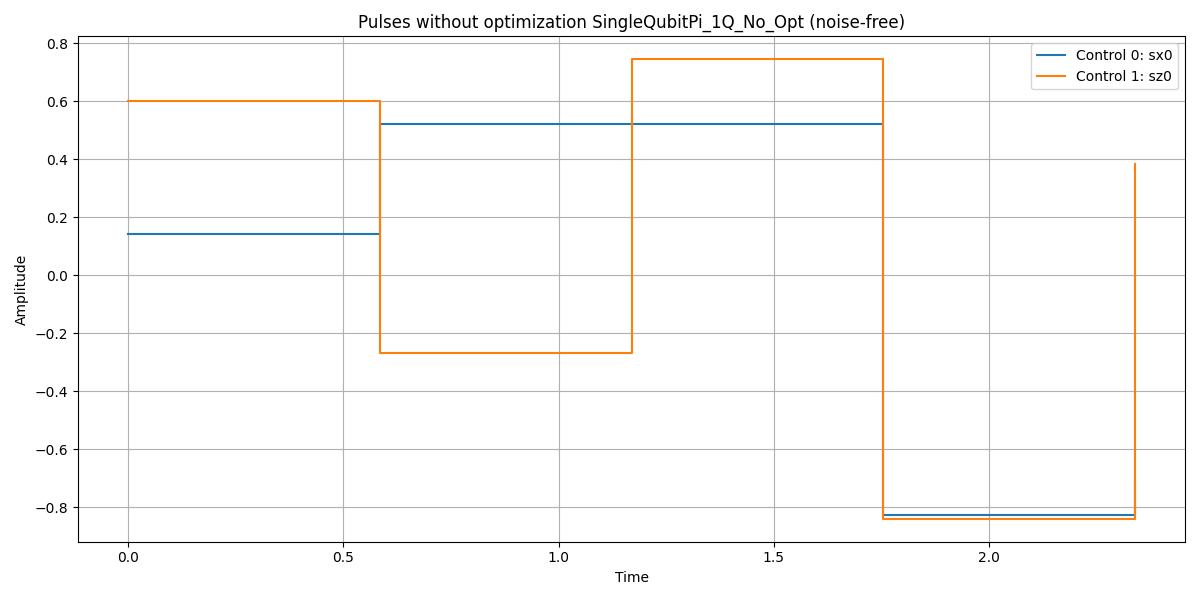 Pulses without optimization SingleQubitPi_1Q_No_Opt (noise-free)
Control 0: sx0
Control 1: sz0
Amplitude
0.8
0.6
0.4
0.2
0.0
−0.2
−0.4
−0.6
−0.8
0.0 0.5 1.0 1.5 2.0
Time